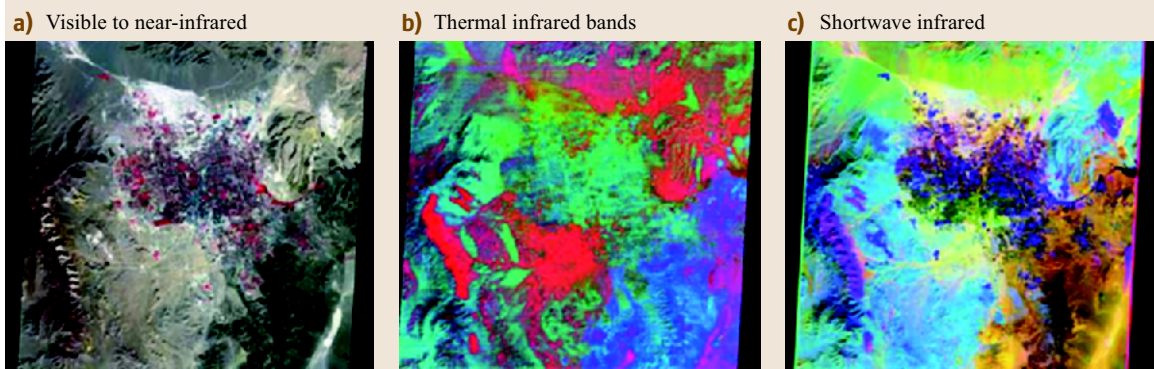 a) Visible to near-infrared
b) Thermal infrared bands
c) Shortwave infrared